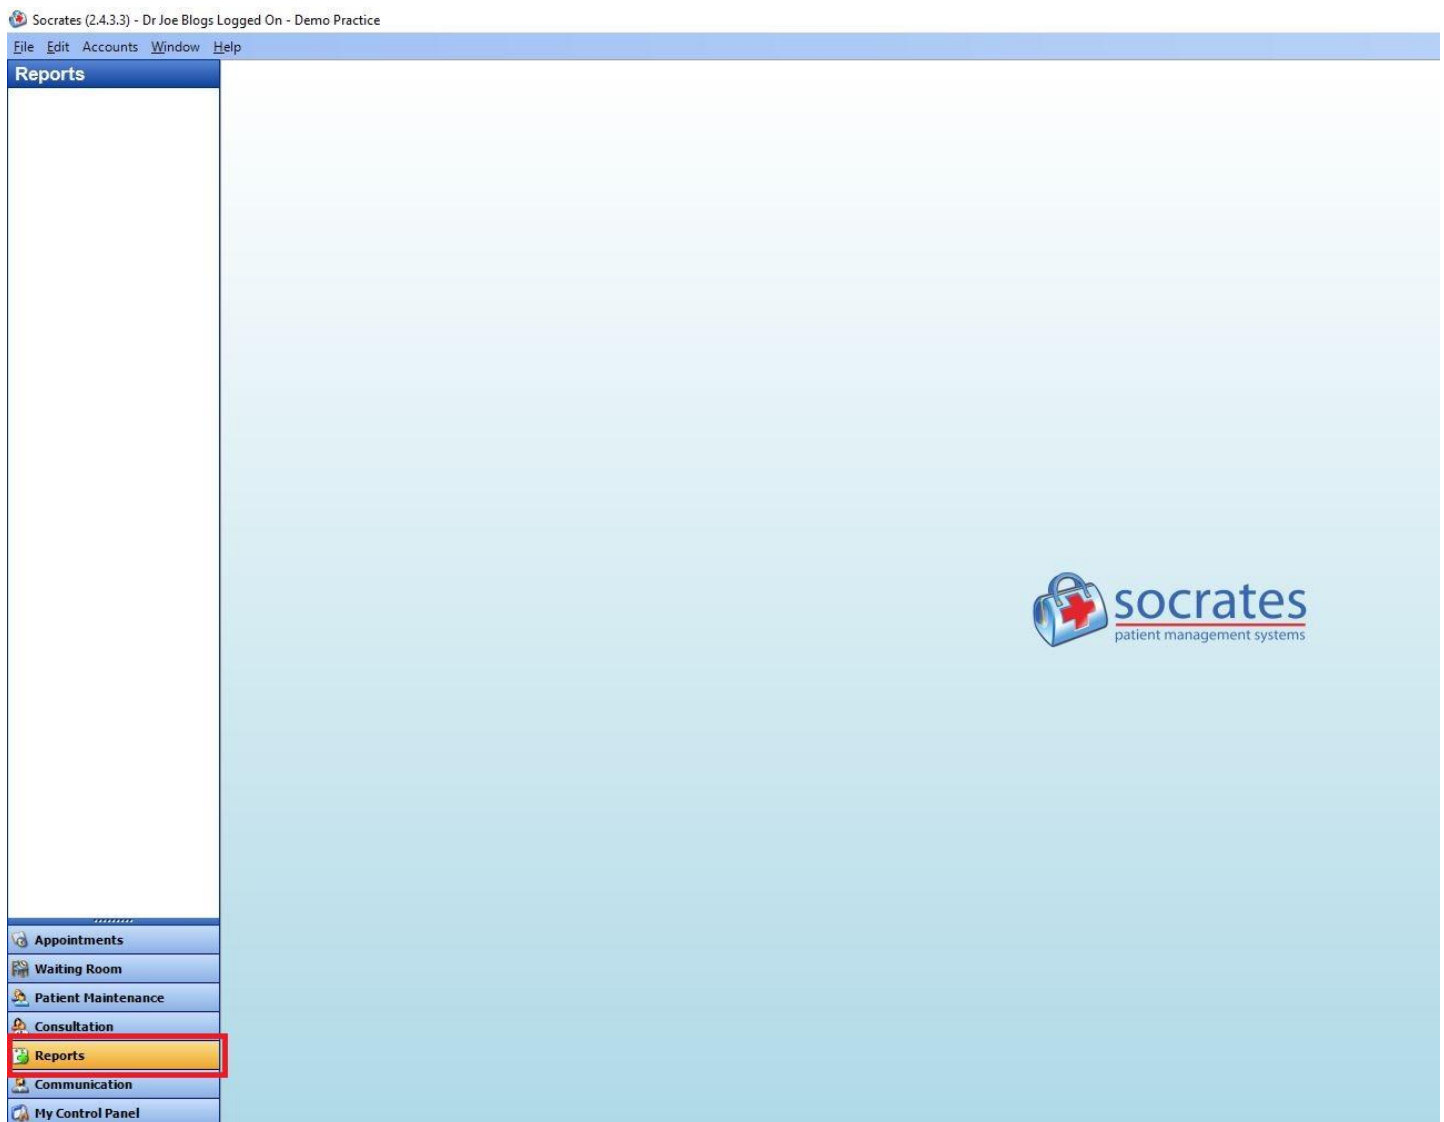 Socrates (2.4.3.3) - Dr Joe Blogs Logged On - Demo Practice
File Edit Accounts Window Help
Reports
socrates
patient management systems
Appointments
Waiting Room
Patient Maintenance
Consultation
Reports
Communication
My Control Panel